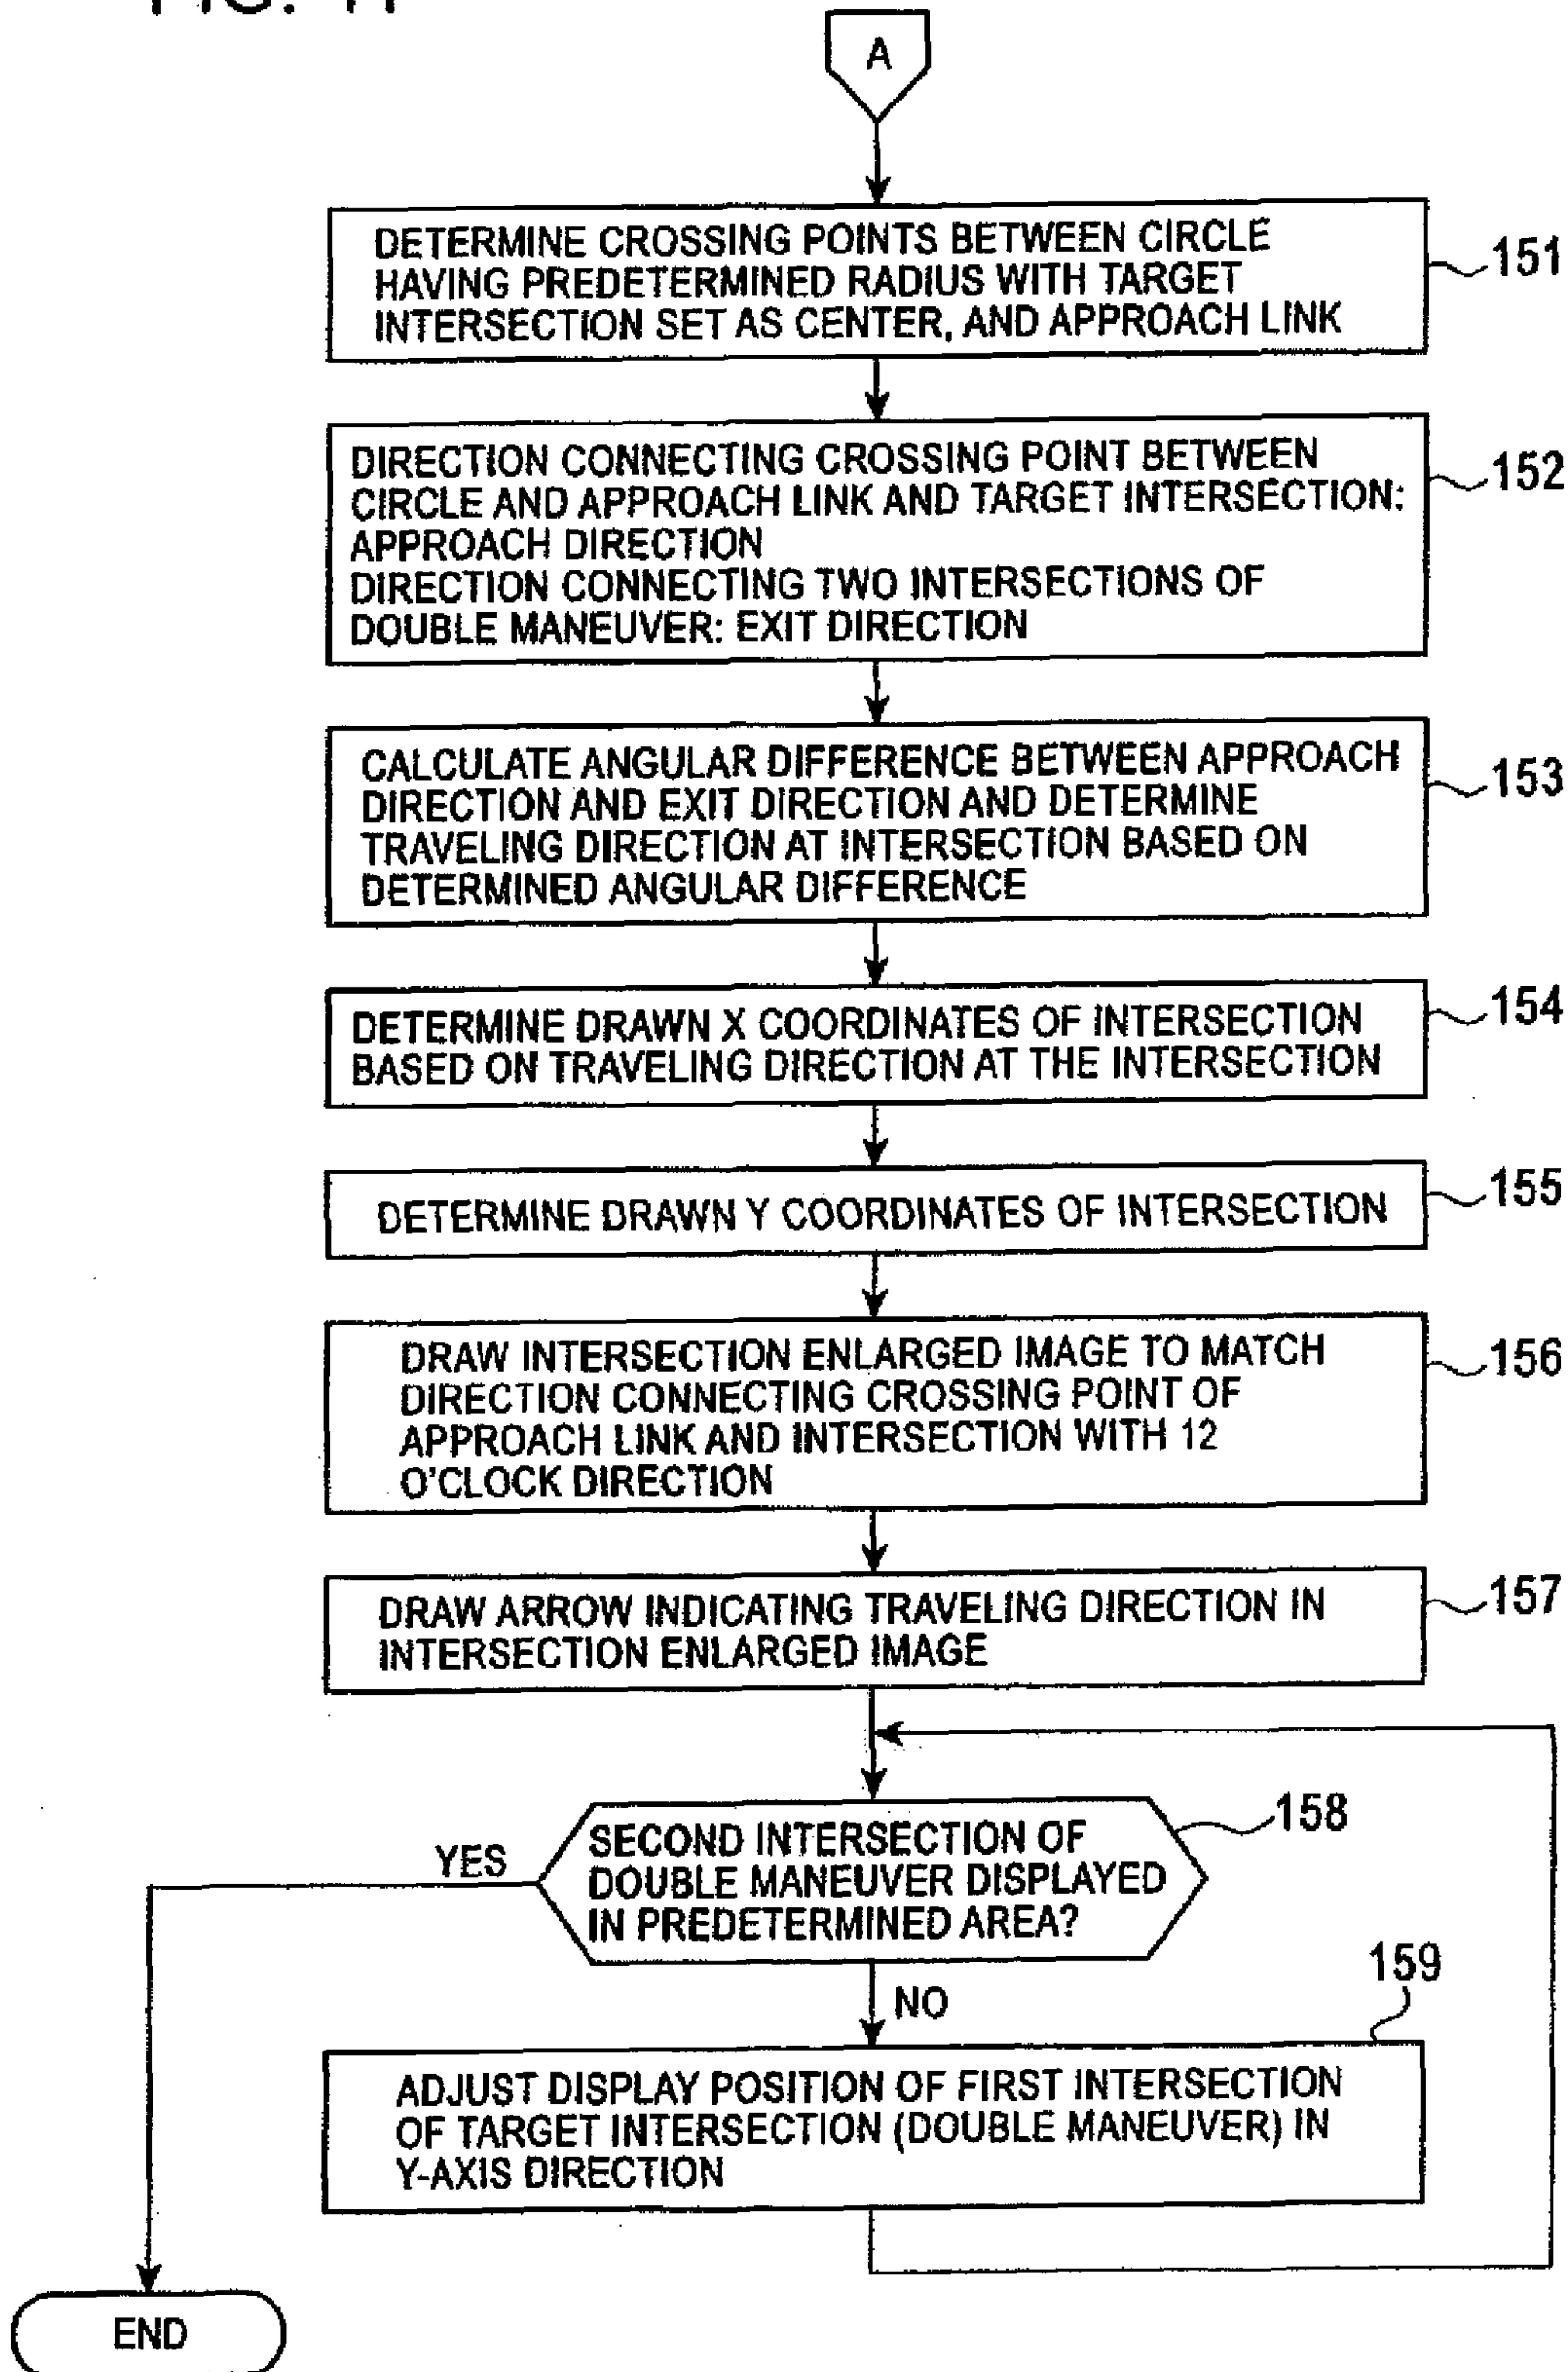 A
DETERMINE CROSSING POINTS BETWEEN CIRCLE
HAVING PREDETERMINED RADIUS WITH TARGET
INTERSECTION SET AS CENTER, AND APPROACH LINK
151
DIRECTION CONNECTING CROSSING POINT BETWEEN
CIRCLE AND APPROACH LINK AND TARGET INTERSECTION:
APPROACH DIRECTION
DIRECTION CONNECTING TWO INTERSECTIONS OF
DOUBLE MANEUVER: EXIT DIRECTION
152
CALCULATE ANGULAR DIFFERENCE BETWEEN APPROACH
DIRECTION AND EXIT DIRECTION AND DETERMINE
TRAVELING DIRECTION AT INTERSECTION BASED ON
DETERMINED ANGULAR DIFFERENCE
153
DETERMINE DRAWN X COORDINATES OF INTERSECTION
BASED ON TRAVELING DIRECTION AT THE INTERSECTION
154
DETERMINE DRAWN Y COORDINATES OF INTERSECTION
155
DRAW INTERSECTION ENLARGED IMAGE TO MATCH
DIRECTION CONNECTING CROSSING POINT OF
APPROACH LINK AND INTERSECTION WITH 12
O'CLOCK DIRECTION
156
DRAW ARROW INDICATING TRAVELING DIRECTION IN
INTERSECTION ENLARGED IMAGE
157
SECOND INTERSECTION OF
DOUBLE MANEUVER DISPLAYED
IN PREDETERMINED AREA?
158
YES
NO
159
ADJUST DISPLAY POSITION OF FIRST INTERSECTION
OF TARGET INTERSECTION (DOUBLE MANEUVER) IN
Y-AXIS DIRECTION
END